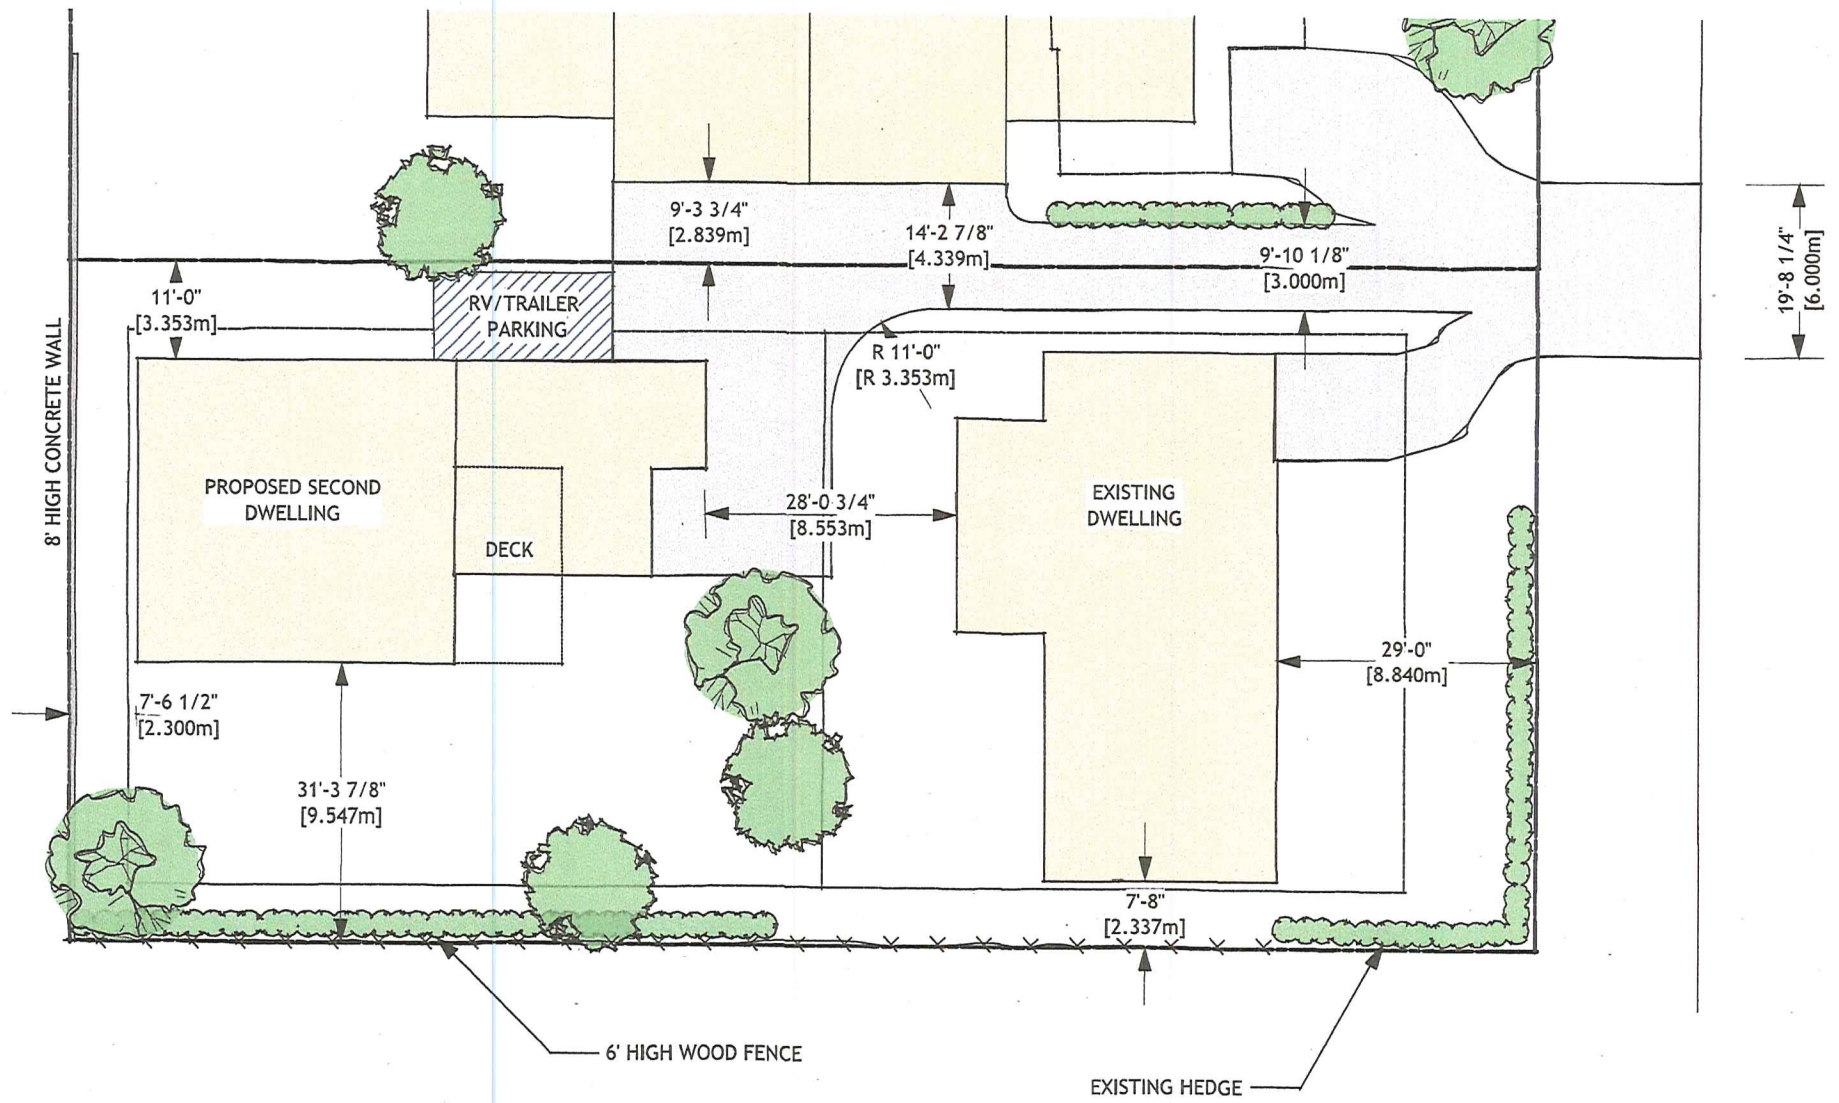 9'-3 3/4"
[2.839m]
14'-2 7/8"
[4.339m]
9'-10 1/8"
[3.000m]
19'-8 1/4"
[6.000m]
11'-0"
[3.353m]
RV/TRAILER
PARKING
R 11'-0"
[R 3.353m]
8' HIGH CONCRETE WALL
PROPOSED SECOND
DWELLING
DECK
28'-0 3/4"
[8.553m]
EXISTING
DWELLING
29'-0"
[8.840m]
7'-6 1/2"
[2.300m]
31'-3 7/8"
[9.547m]
7'-8"
[2.337m]
6' HIGH WOOD FENCE
EXISTING HEDGE